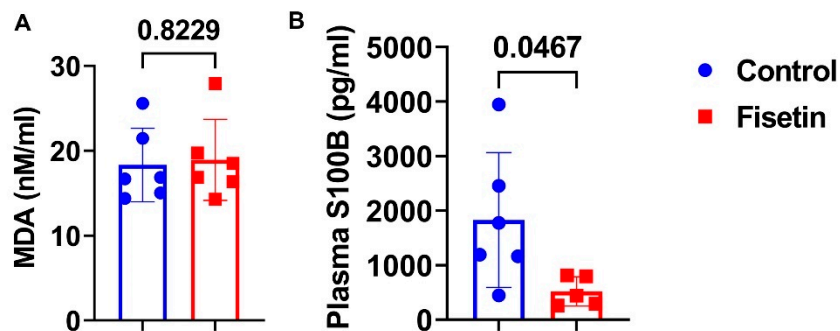 A
0.8229
MDA (nM/ml)
30
20
10
0
B
0.0467
Plasma S100B (pg/ml)
5000
4000
3000
2000
1000
0
Control
Fisetin